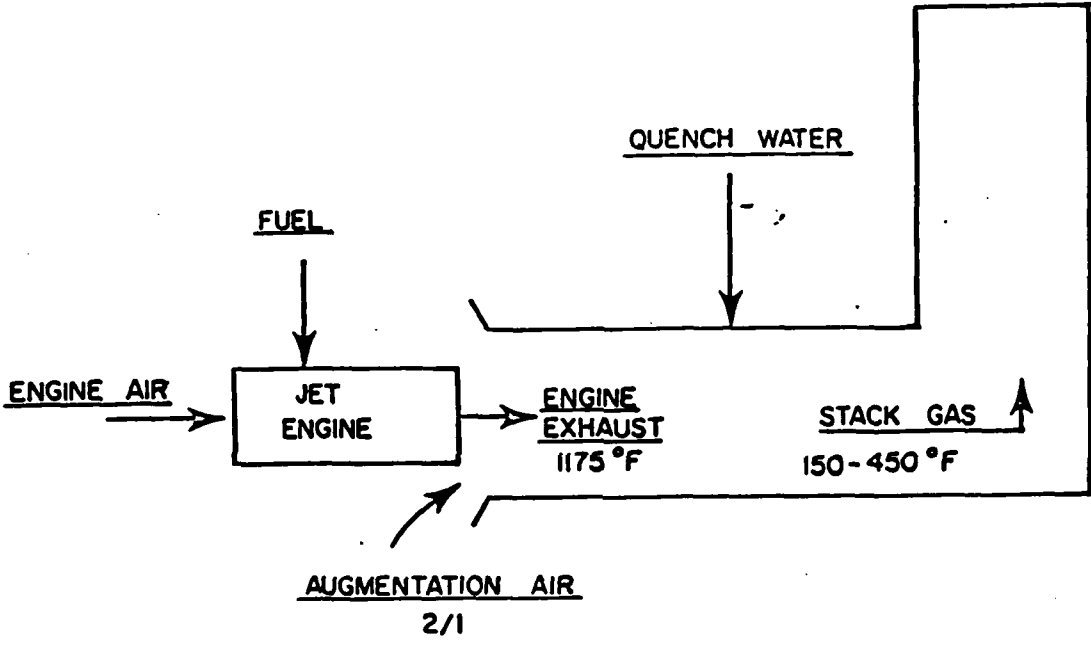 QUENCH WATER
FUEL
ENGINE AIR
JET
ENGINE
ENGINE
EXHAUST
1175 °F
STACK GAS
150-450 °F
AUGMENTATION AIR
2/1